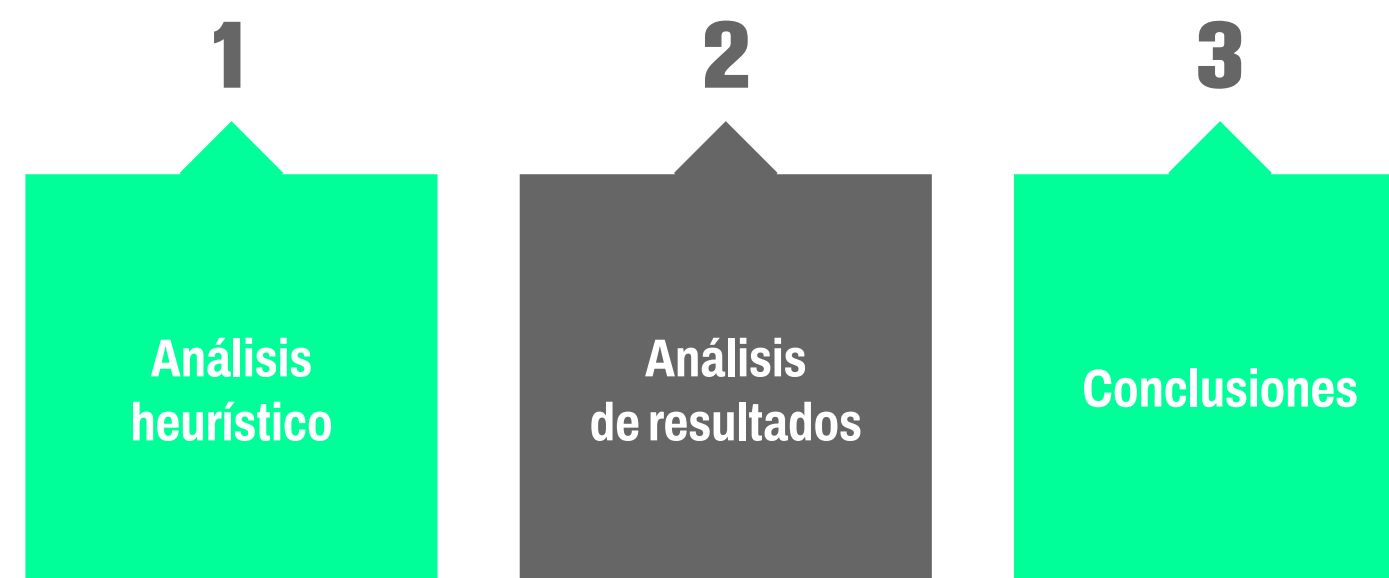 1
Análisis
heurístico
2
Análisis
de resultados
3
Conclusiones